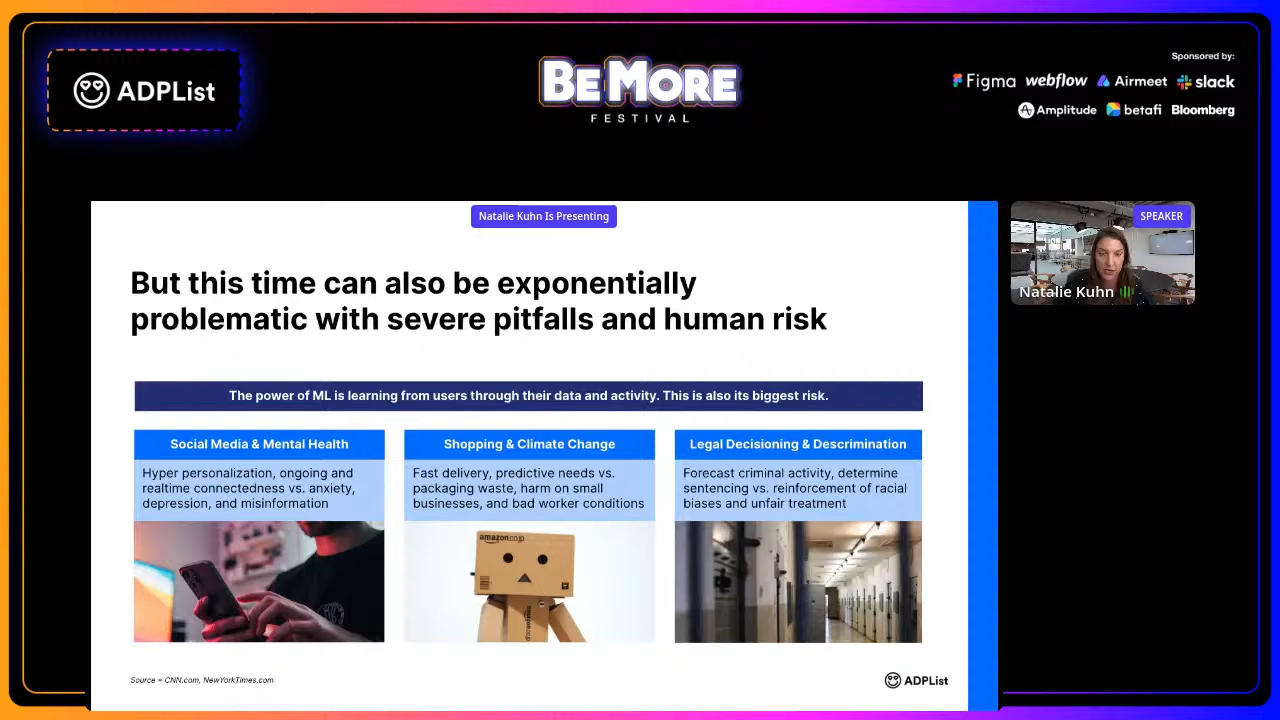 ADPList
BE MORE
FESTIVAL
Sponsored by:
Figma webflow Airmeet slack
Amplitude betafi Bloomberg
Natalie Kuhn Is Presenting
SPEAKER
Natalie Kuhn
But this time can also be exponentially
problematic with severe pitfalls and human risk
The power of ML is learning from users through their data and activity. This is also its biggest risk.
Social Media & Mental Health
Hyper personalization, ongoing and
realtime connectedness vs. anxiety,
depression, and misinformation
Shopping & Climate Change
Fast delivery, predictive needs vs.
packaging waste, harm on small
businesses, and bad worker conditions
amazon.co.jp
Legal Decisioning & Descrimination
Forecast criminal activity, determine
sentencing vs. reinforcement of racial
biases and unfair treatment
Source = CNN.com, NewYorkTimes.com
ADPList